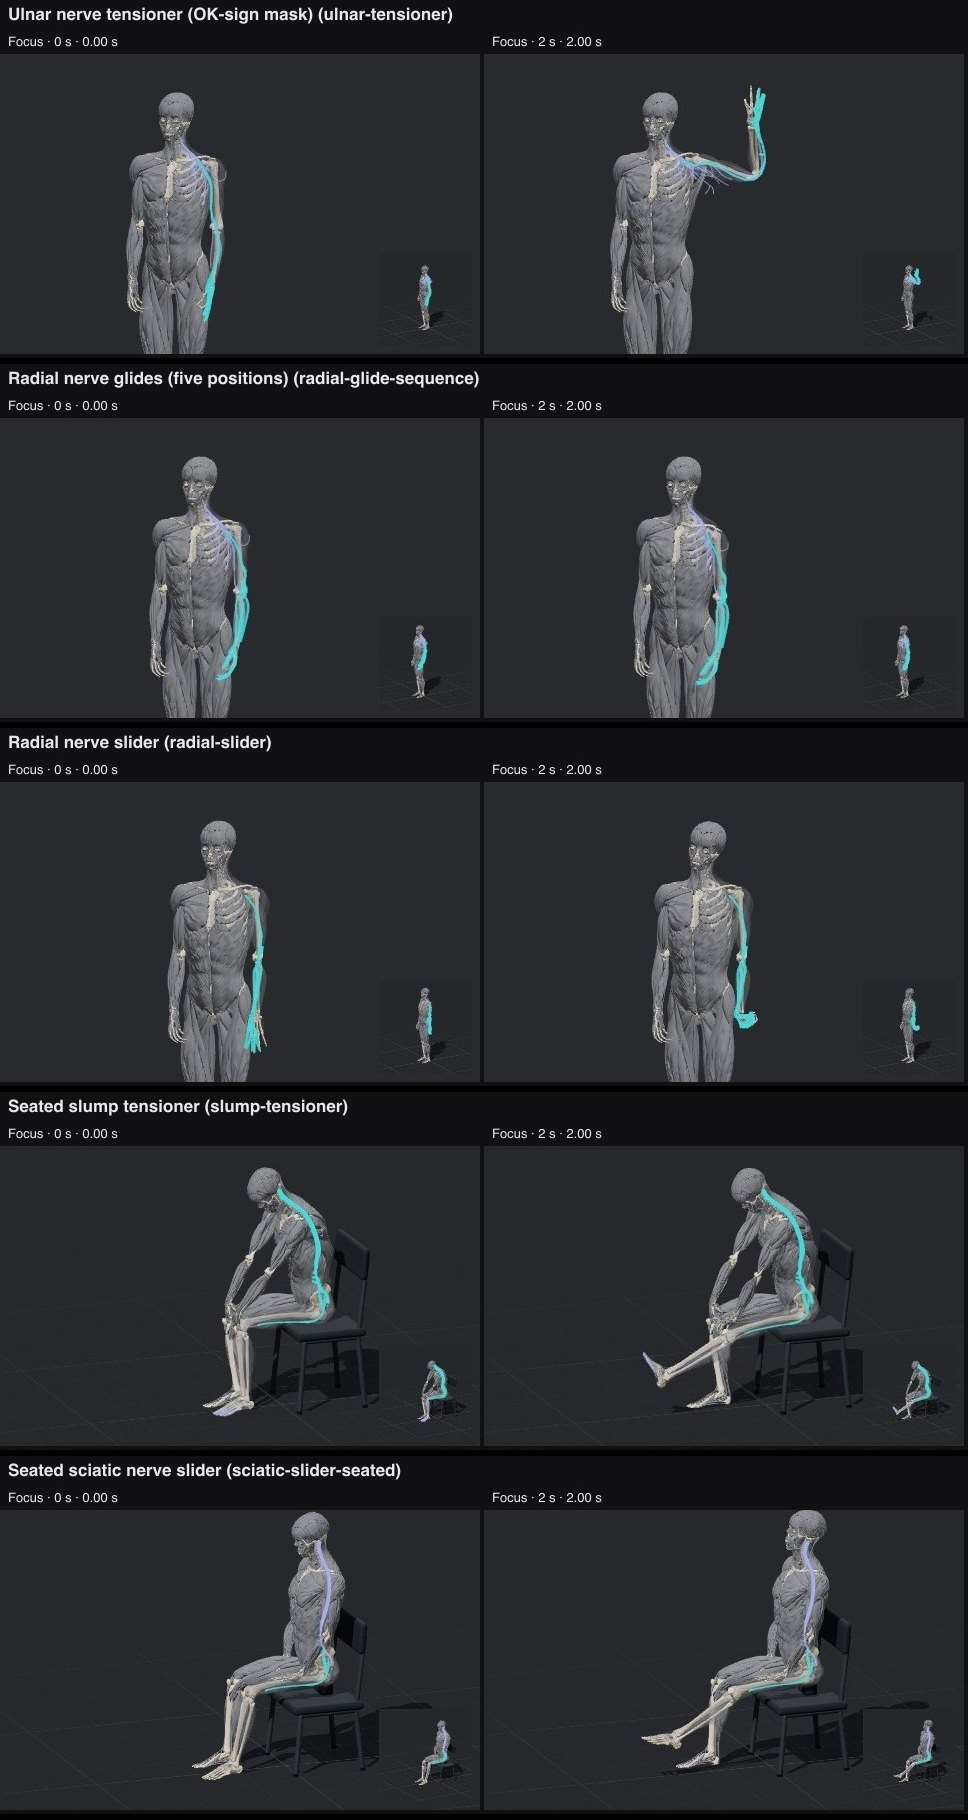 Ulnar nerve tensioner (OK-sign mask) (ulnar-tensioner)
Focus · 0 s · 0.00 s
Focus · 2 s · 2.00 s
Radial nerve glides (five positions) (radial-glide-sequence)
Focus · 0 s · 0.00 s
Focus · 2 s · 2.00 s
Radial nerve slider (radial-slider)
Focus · 0 s · 0.00 s
Focus · 2 s · 2.00 s
Seated slump tensioner (slump-tensioner)
Focus · 0 s · 0.00 s
Focus · 2 s · 2.00 s
Seated sciatic nerve slider (sciatic-slider-seated)
Focus · 0 s · 0.00 s
Focus · 2 s · 2.00 s